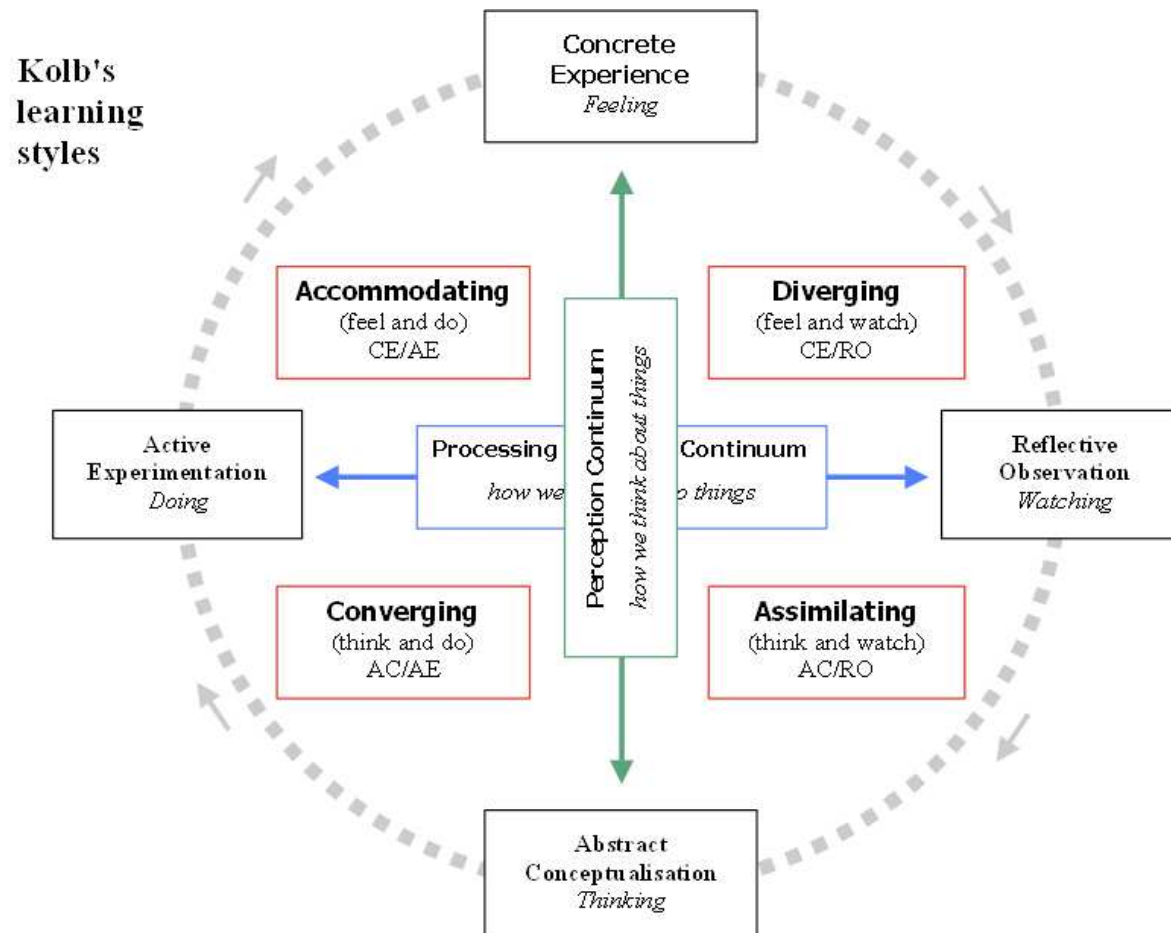 Kolb's
learning
styles
Concrete
Experience
Feeling
Accommodating
(feel and do)
CE/AE
Diverging
(feel and watch)
CE/RO
Active
Experimentation
Doing
Processing Continuum
how we things
Perception Continuum
how we think about things
Reflective
Observation
Watching
Converging
(think and do)
AC/AE
Assimilating
(think and watch)
AC/RO
Abstract
Conceptualisation
Thinking